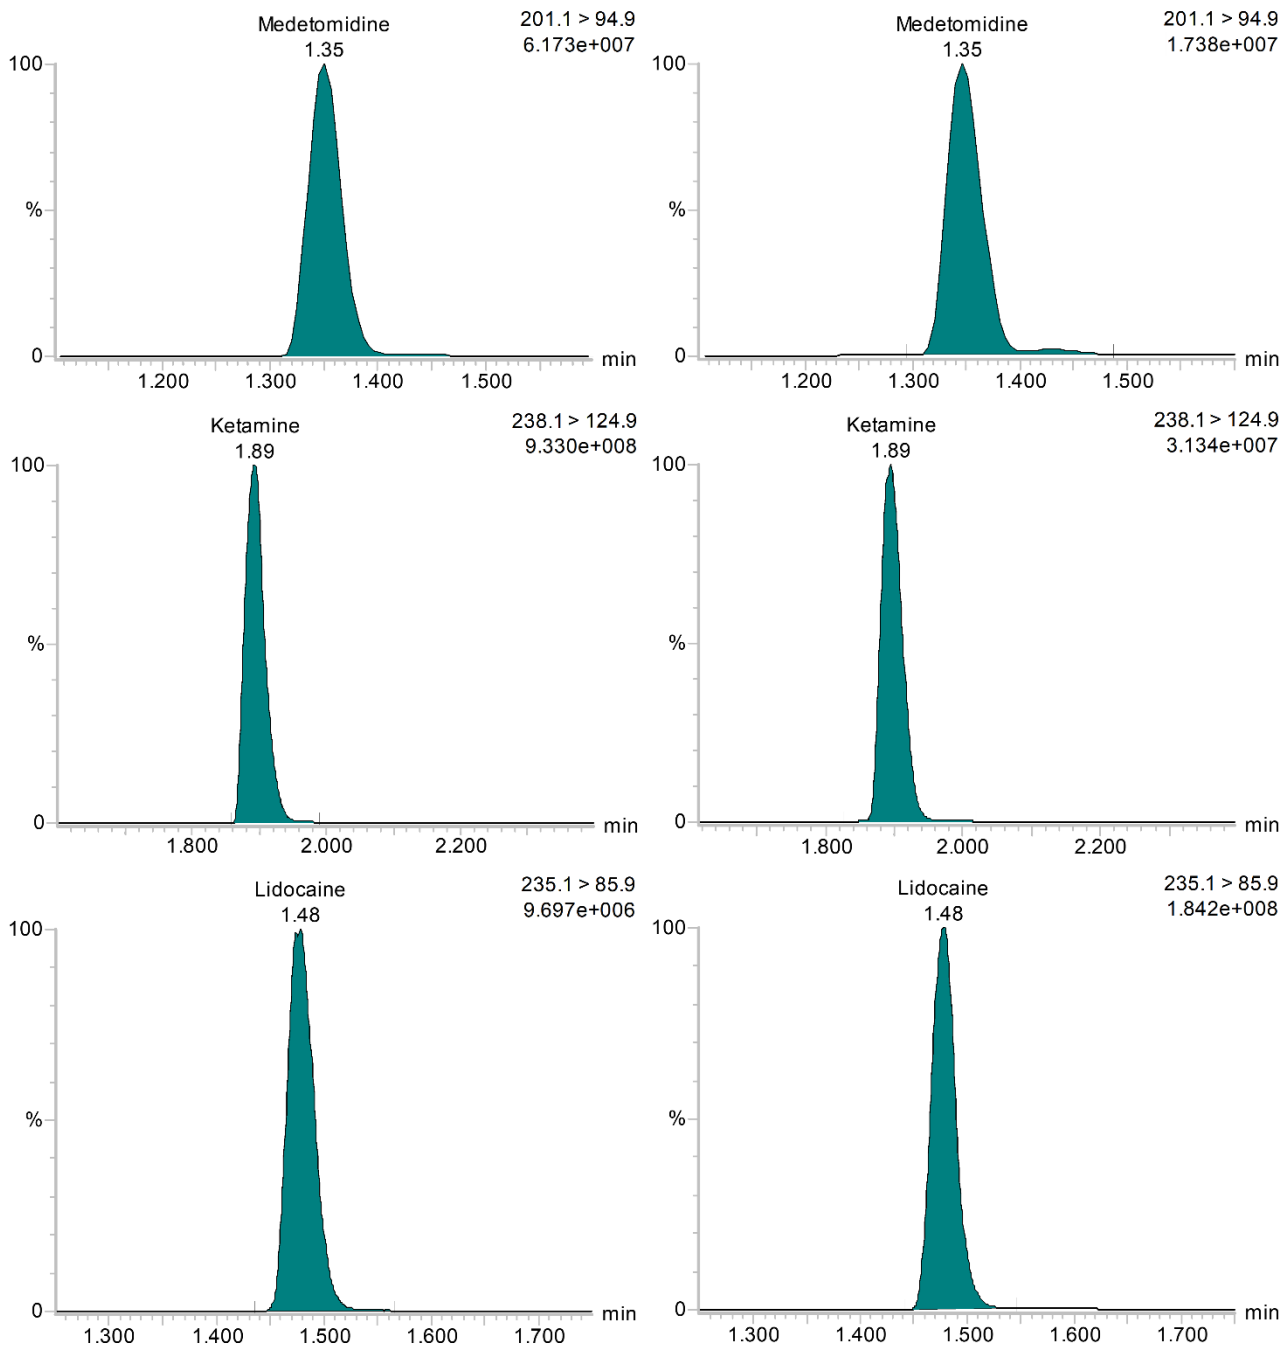 Medetomidine
1.35
201.1 > 94.9
6.173e+007
100
%
0
1.200 1.300 1.400 1.500 min
Medetomidine
1.35
201.1 > 94.9
1.738e+007
100
%
0
1.200 1.300 1.400 1.500 min
Ketamine
1.89
238.1 > 124.9
9.330e+008
100
%
0
1.800 2.000 2.200 min
Ketamine
1.89
238.1 > 124.9
3.134e+007
100
%
0
1.800 2.000 2.200 min
Lidocaine
1.48
235.1 > 85.9
9.697e+006
100
%
0
1.300 1.400 1.500 1.600 1.700 min
Lidocaine
1.48
235.1 > 85.9
1.842e+008
100
%
0
1.300 1.400 1.500 1.600 1.700 min